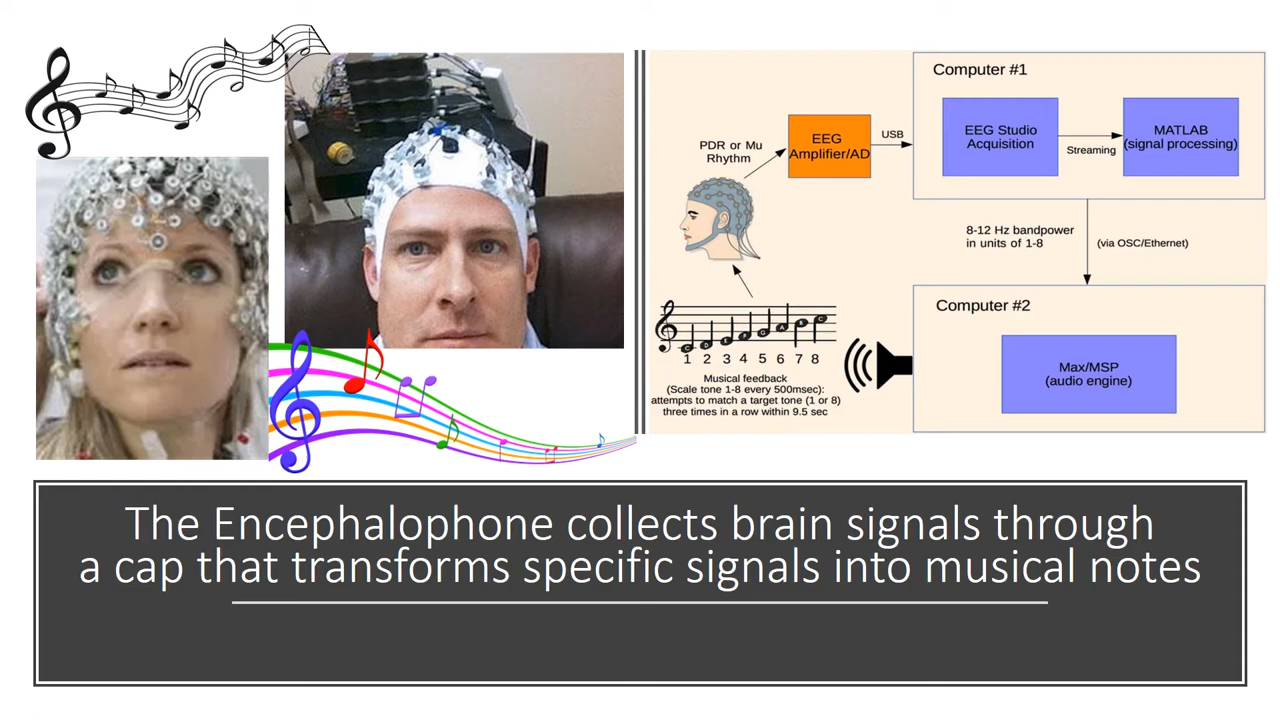 Computer #1
EEG Studio
Acquisition
Streaming
MATLAB
(signal processing)
USB
EEG
Amplifier/AD
PDR or Mu
Rhythm
8-12 Hz bandpower
in units of 1-8
(via OSC/Ethernet)
Computer #2
Max/MSP
(audio engine)
C D E F G A B C
1 2 3 4 5 6 7 8
Musical feedback
(Scale tone 1-8 every 500msec):
attempts to match a target tone (1 or 8)
three times in a row within 9.5 sec
The Encephalophone collects brain signals through
a cap that transforms specific signals into musical notes